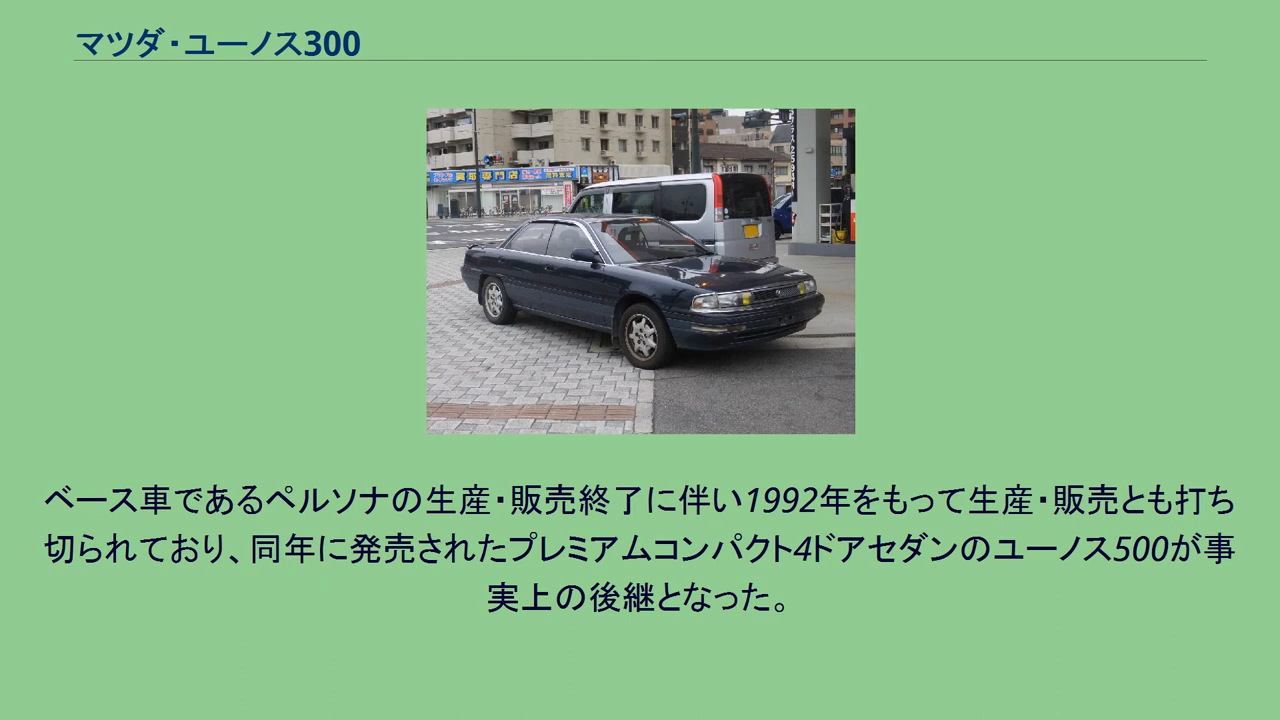 マツダ・ユーノス300
買取専門店
ベース車であるペルソナの生産・販売終了に伴い1992年をもって生産・販売とも打ち
切られており、同年に発売されたプレミアムコンパクト4ドアセダンのユーノス500が事
実上の後継となった。